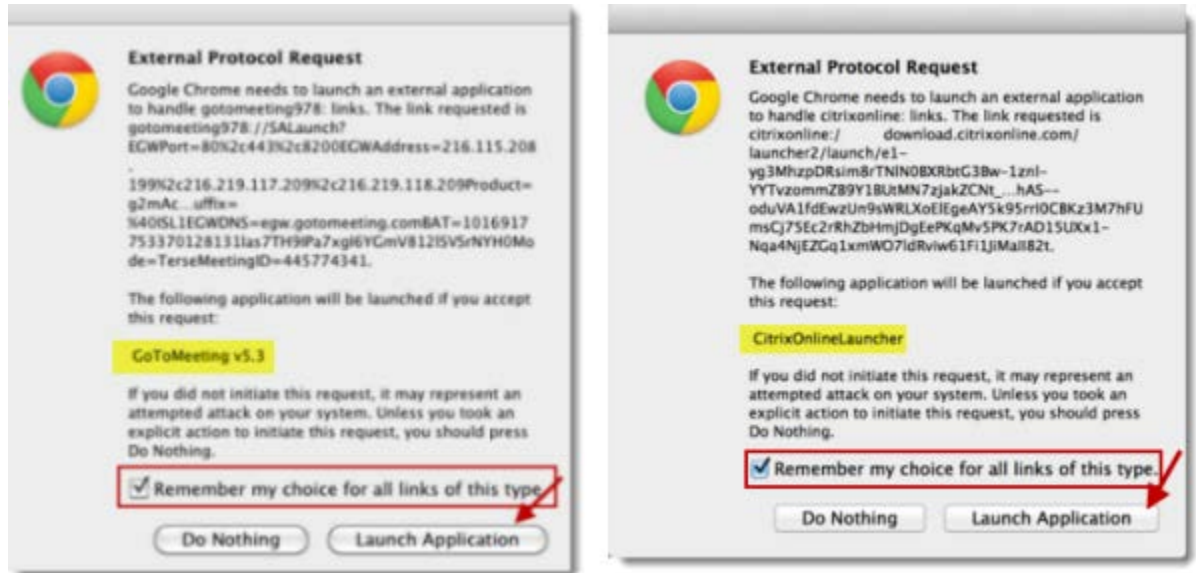 External Protocol Request
Google Chrome needs to launch an external application
to handle gotomeeting978: links. The link requested is
gotomeeting978://SALaunch?
EGWPort=80%2c443%2c8200EGWAddress=216.115.208
.
199%2c216.219.117.209%2c216.219.118.209Product=
g2mAc...uffix=
%40ISL1EGWDNS=egw.gotomeeting.comBAT=1016917
de=TerseMeetingID=445774341.
The following application will be launched if you accept
this request:
GoToMeeting v5.3
If you did not initiate this request, it may represent an
attempted attack on your system. Unless you took an
explicit action to initiate this request, you should press
Do Nothing.
Remember my choice for all links of this type.
Do Nothing
Launch Application
External Protocol Request
Google Chrome needs to launch an external application
to handle citrixonline: links. The link requested is
citrixonline:/ download.citrixonline.com/
launcher2/launch/e1-
The following application will be launched if you accept
this request:
CitrixOnlineLauncher
If you did not initiate this request, it may represent an
attempted attack on your system. Unless you took an
explicit action to initiate this request, you should press
Do Nothing.
Remember my choice for all links of this type.
Do Nothing
Launch Application